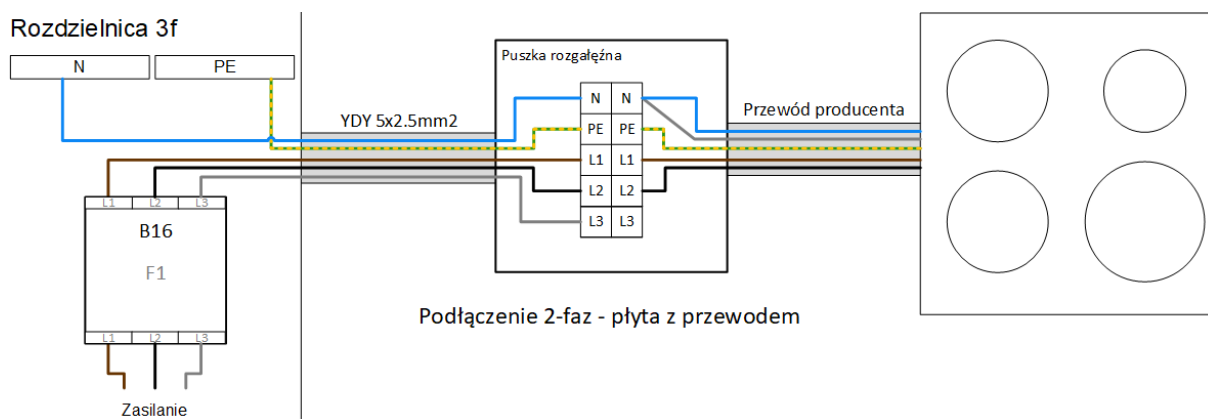 Rozdzielnica 3f
N
PE
L1 L2 L3
B16
F1
L1 L2 L3
Zasilanie
YDY 5x2.5mm2
Puszka rozgałęźna
N N
PE PE
L1 L1
L2 L2
L3 L3
Przewód producenta
Podłączenie 2-faz - płyta z przewodem